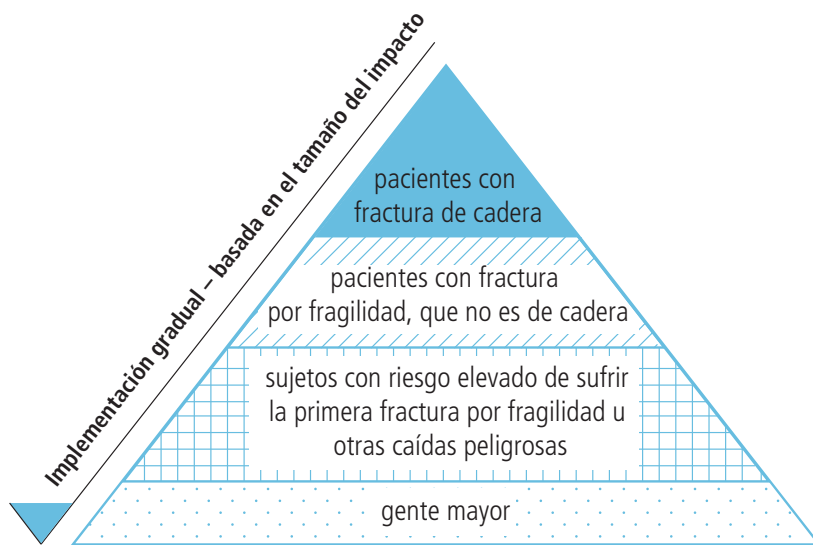 Implementación gradual – basada en el tamaño del impacto
pacientes con
fractura de cadera
pacientes con fractura
por fragilidad, que no es de cadera
sujetos con riesgo elevado de sufrir
la primera fractura por fragilidad u
otras caídas peligrosas
gente mayor